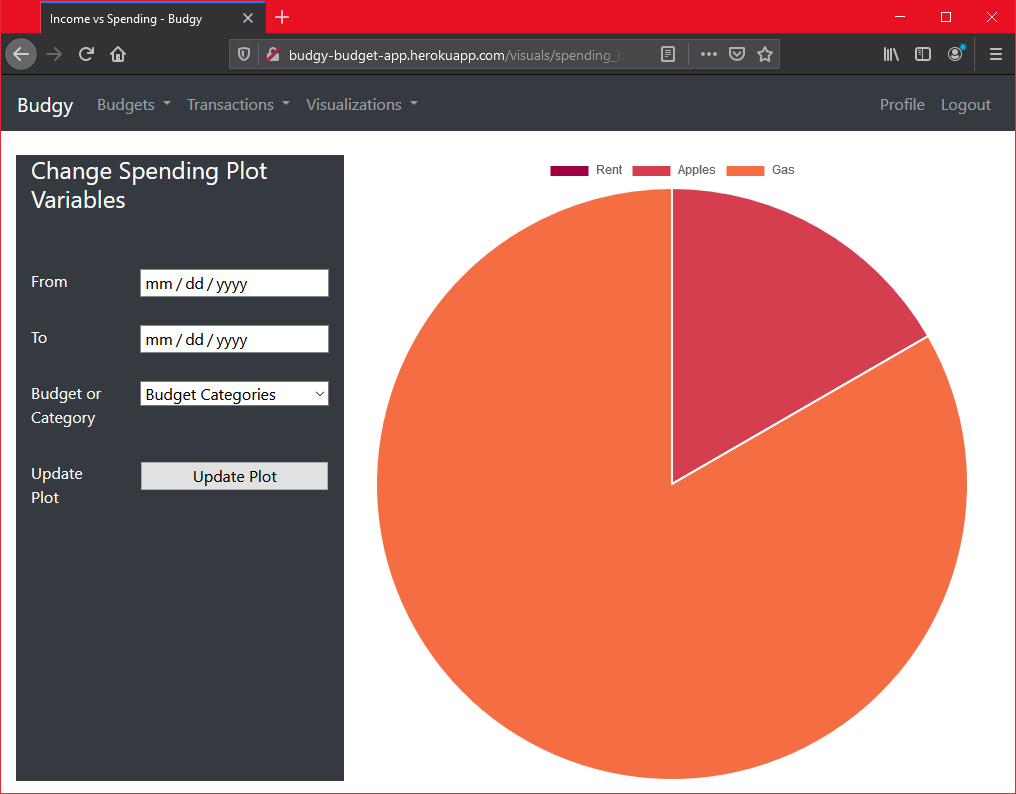 Income vs Spending - Budgy
budgy-budget-app.herokuapp.com/visuals/spending_
Budgy Budgets Transactions Visualizations Profile Logout
Change Spending Plot
Variables
From mm / dd / yyyy
To mm / dd / yyyy
Budget or
Category
Budget Categories
Update
Plot
Update Plot
Rent Apples Gas